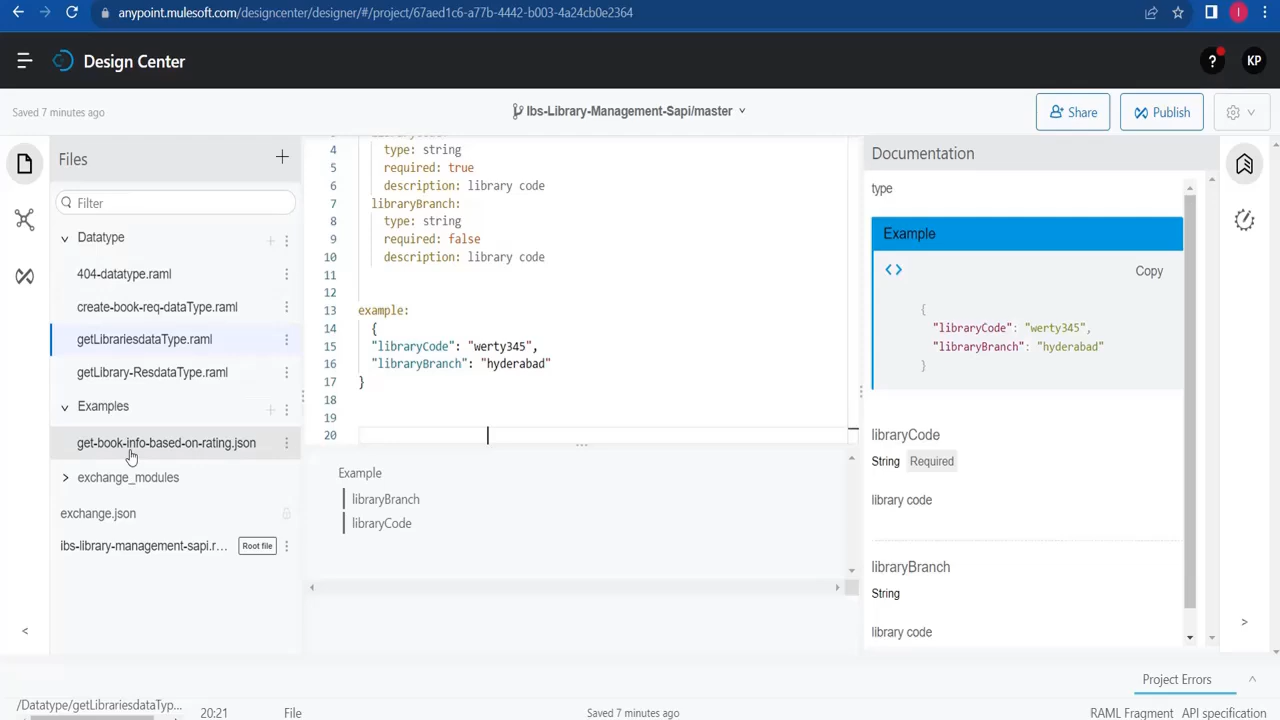 anypoint.mulesoft.com/designcenter/designer/#/project/67aed1c6-a77b-4442-b003-4a24cb0e2364
Design Center
?
KP
Saved 7 minutes ago
lbs-Library-Management-Sapi/master
Share
Publish
Files
Filter
Datatype
404-datatype.raml
create-book-req-dataType.raml
getLibrariesdataType.raml
getLibrary-ResdataType.raml
Examples
get-book-info-based-on-rating.json
exchange_modules
exchange.json
ibs-library-management-sapi.r...
Root file
4 type: string
5 required: true
6 description: library code
7 libraryBranch:
8 type: string
9 required: false
10 description: library code
11
12
13 example:
14 {
15 "libraryCode": "werty345",
16 "libraryBranch": "hyderabad"
17 }
18
19
20
Example
libraryBranch
libraryCode
Documentation
type
Example
Copy
{
"libraryCode": "werty345",
"libraryBranch": "hyderabad"
}
libraryCode
String Required
library code
libraryBranch
String
library code
Project Errors
/Datatype/getLibrariesdataTyp...
20:21
File
Saved 7 minutes ago
RAML Fragment
API specification